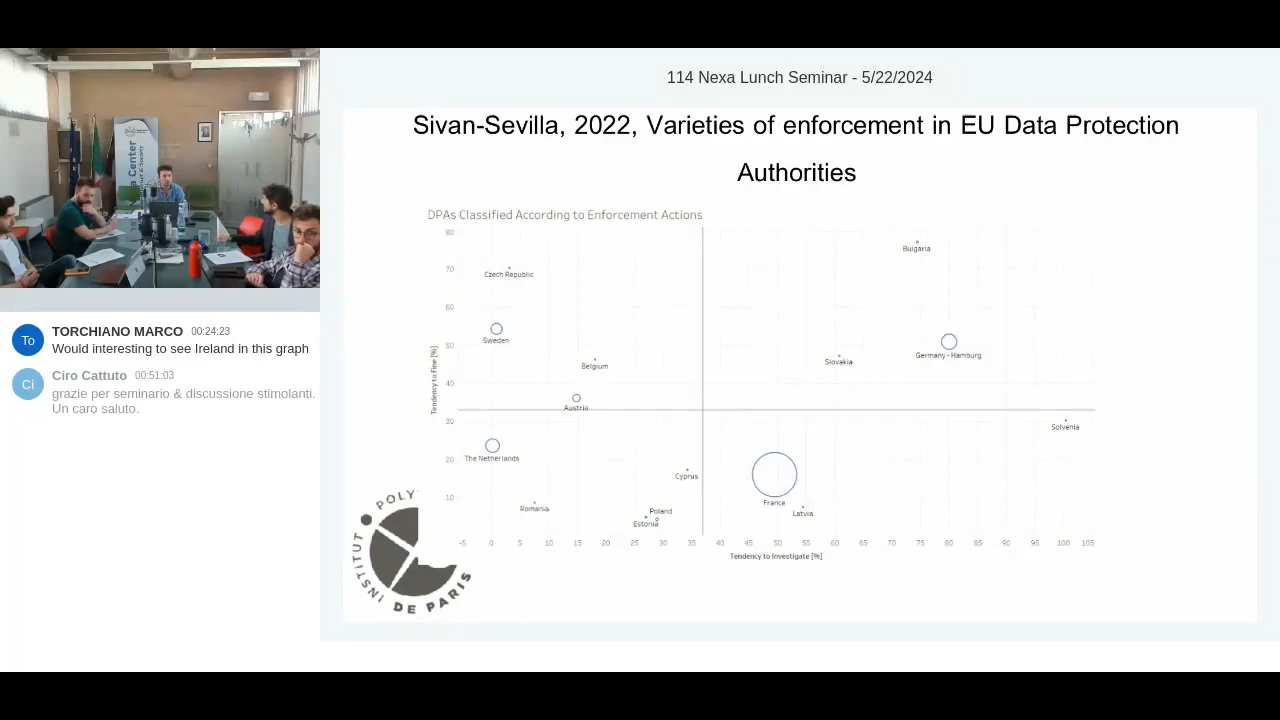 114 Nexa Lunch Seminar - 5/22/2024
Sivan-Sevilla, 2022, Varieties of enforcement in EU Data Protection
Authorities
DPAs Classified According to Enforcement Actions
80
70
60
50
40
30
20
10
Tendency to Fine [%]
Bulgaria
Czech Republic
Sweden
Belgium
Slovakia
Germany - Hamburg
Austria
Solvenia
The Netherlands
Cyprus
France
Romania
Poland
Estonia
Latvia
-5 0 5 10 15 20 25 30 35 40 45 50 55 60 65 70 75 80 85 90 95 100 105
Tendency to Investigate [%]
INSTITUT POLY
DE PARIS
a Center
To
TORCHIANO MARCO 00:24:23
Would interesting to see Ireland in this graph
Ci
Ciro Cattuto 00:51:03
grazie per seminario & discussione stimolanti.
Un caro saluto.